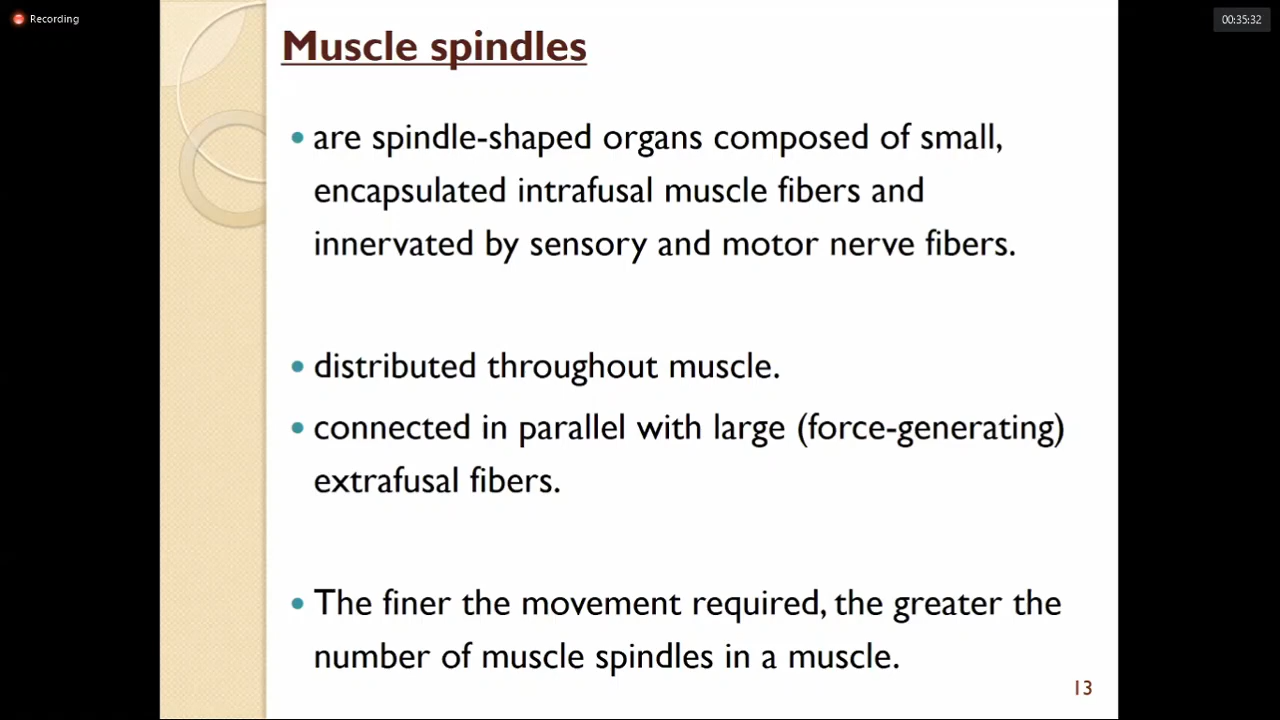 Recording
00:35:32
Muscle spindles
• are spindle-shaped organs composed of small,
encapsulated intrafusal muscle fibers and
innervated by sensory and motor nerve fibers.
• distributed throughout muscle.
• connected in parallel with large (force-generating)
extrafusal fibers.
• The finer the movement required, the greater the
number of muscle spindles in a muscle.
13